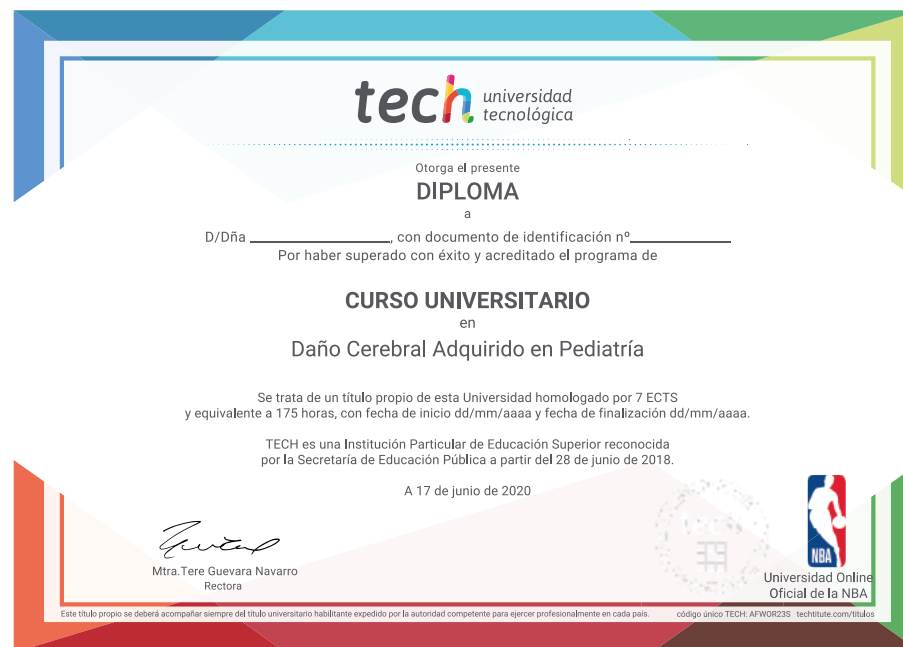 tech universidad
tecnológica
Otorga el presente
DIPLOMA
a
D/Dña ________________, con documento de identificación nº____________
Por haber superado con éxito y acreditado el programa de
CURSO UNIVERSITARIO
en
Daño Cerebral Adquirido en Pediatría
Se trata de un título propio de esta Universidad homologado por 7 ECTS
y equivalente a 175 horas, con fecha de inicio dd/mm/aaaa y fecha de finalización dd/mm/aaaa.
TECH es una Institución Particular de Educación Superior reconocida
por la Secretaría de Educación Pública a partir del 28 de junio de 2018.
A 17 de junio de 2020
tech
NBA
Mtra.Tere Guevara Navarro
Rectora
Universidad Online
Oficial de la NBA
Este título propio se deberá acompañar siempre del título universitario habilitante expedido por la autoridad competente para ejercer profesionalmente en cada país. código único TECH: AFWOR23S techtitute.com/titulos